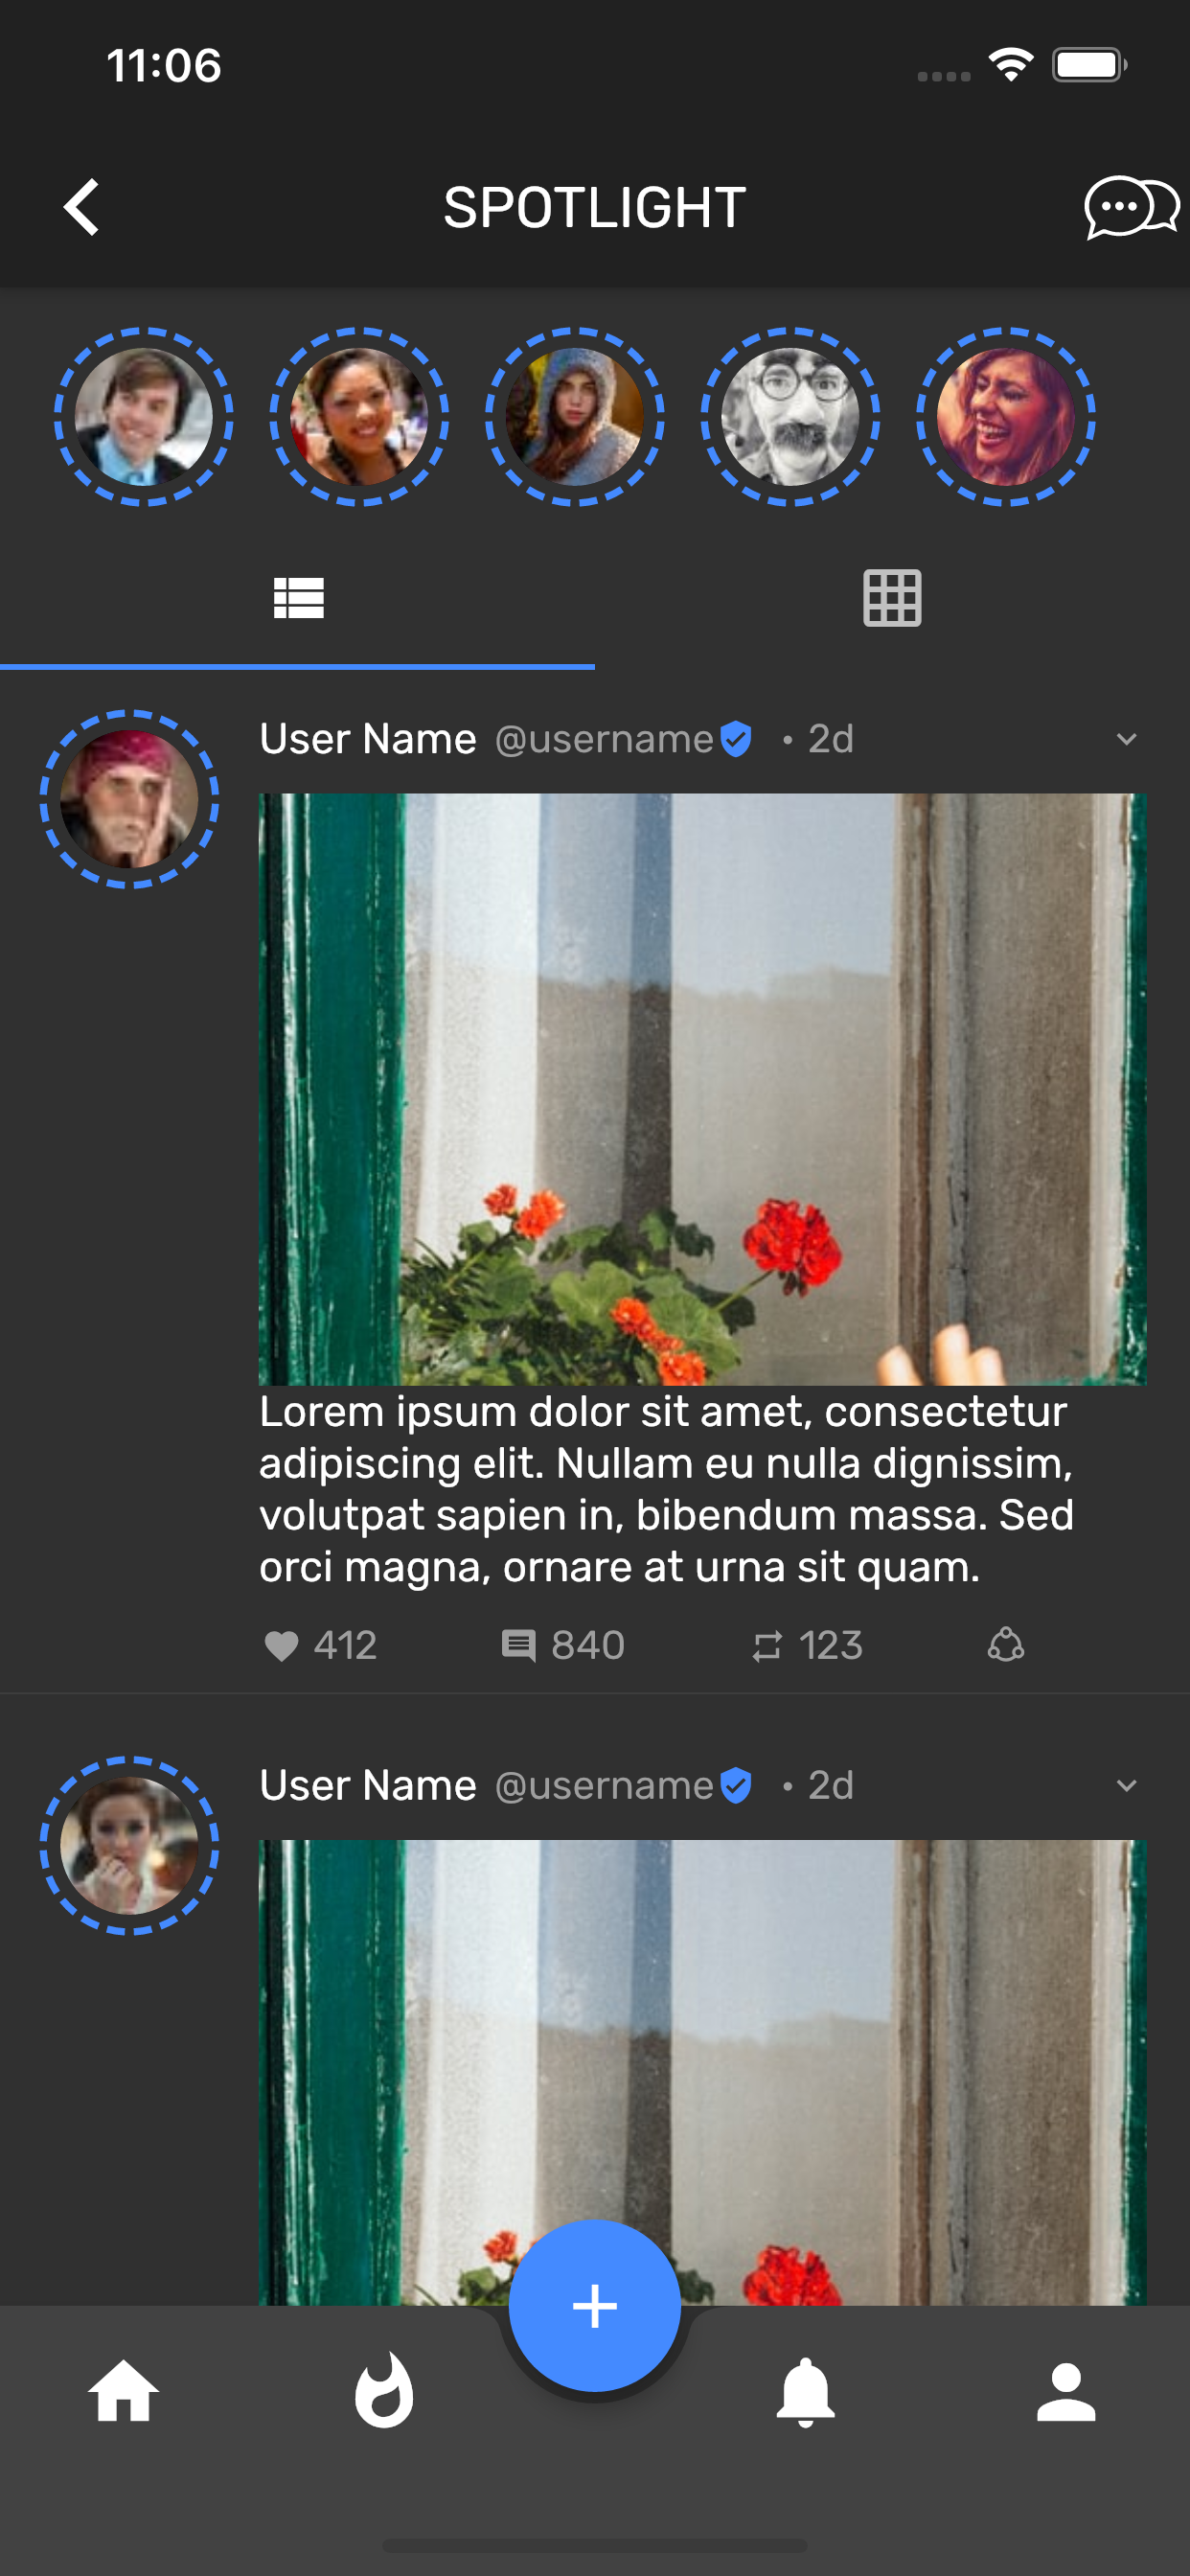 11:06
SPOTLIGHT
User Name @username • 2d
Lorem ipsum dolor sit amet, consectetur
adipiscing elit. Nullam eu nulla dignissim,
volutpat sapien in, bibendum massa. Sed
orci magna, ornare at urna sit quam.
412 840 123
User Name @username • 2d